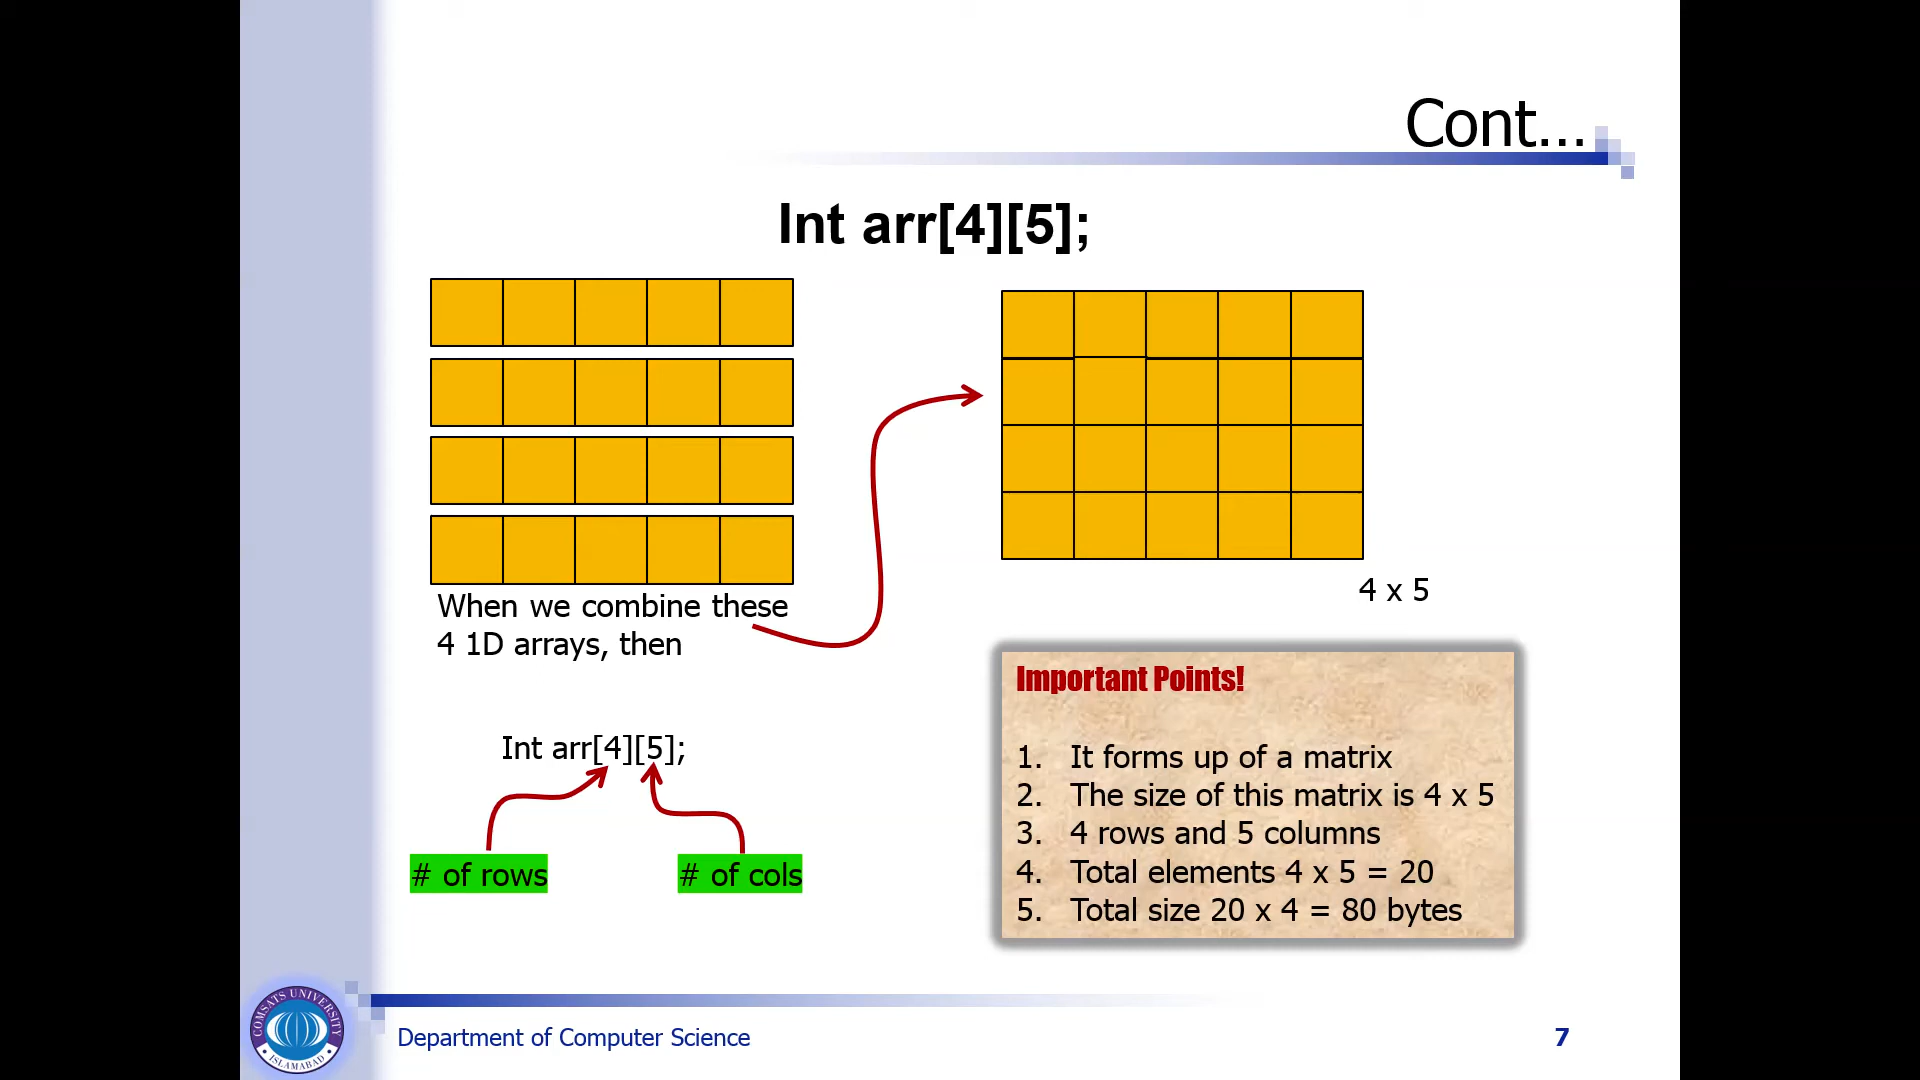 Cont...
Int arr[4][5];
When we combine these
4 1D arrays, then
4 x 5
Int arr[4][5];
# of rows
# of cols
Important Points!
1. It forms up of a matrix
2. The size of this matrix is 4 x 5
3. 4 rows and 5 columns
4. Total elements 4 x 5 = 20
5. Total size 20 x 4 = 80 bytes
COMSATS UNIVERSITY
ISLAMABAD
Department of Computer Science
7